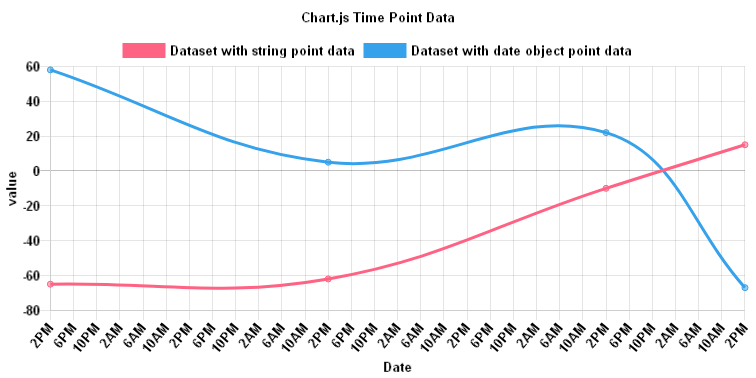 Chart.js Time Point Data
Dataset with string point data Dataset with date object point data
60
40
20
0
-20
-40
-60
-80
value
2PM 6PM 10PM 2AM 6AM 10AM 2PM 6PM 10PM 2AM 6AM 10AM 2PM 6PM 10PM 2AM 6AM 10AM 2PM 6PM 10PM 2AM 6AM 10AM 2PM 6PM 10PM 2AM 6AM 10AM 2PM
Date